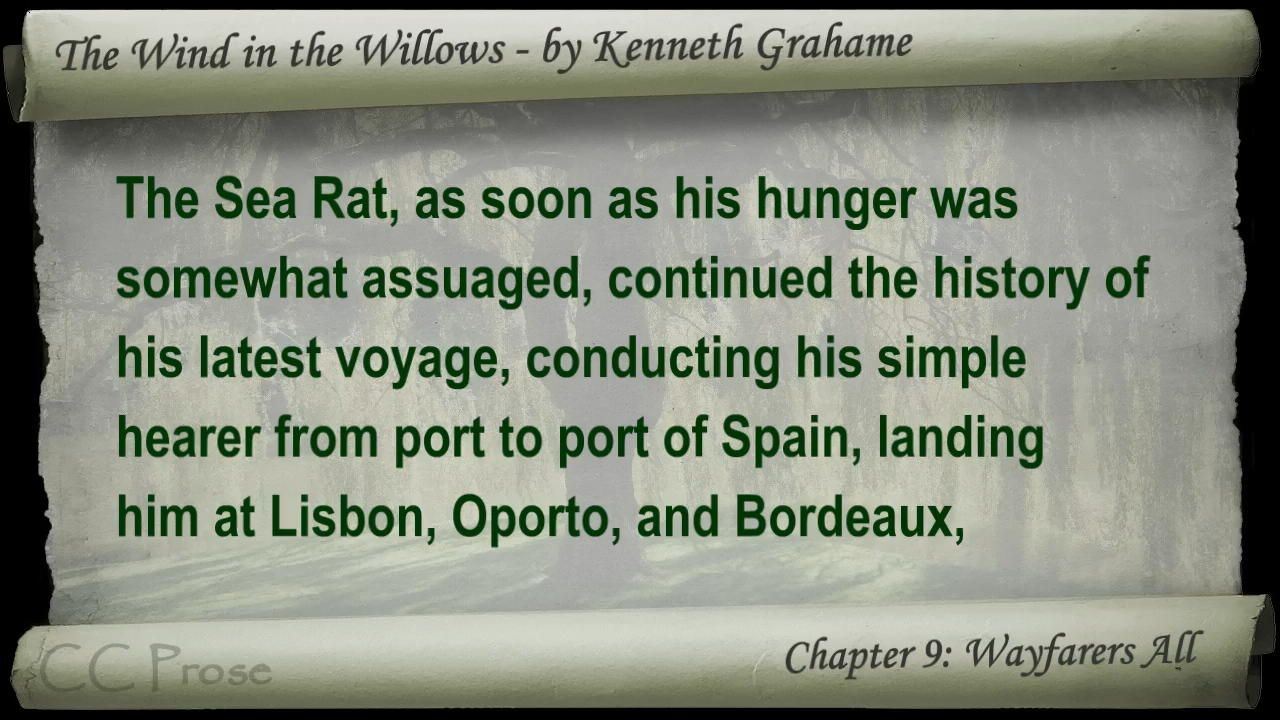 The Wind in the Willows - by Kenneth Grahame
The Sea Rat, as soon as his hunger was
somewhat assuaged, continued the history of
his latest voyage, conducting his simple
hearer from port to port of Spain, landing
him at Lisbon, Oporto, and Bordeaux,
Chapter 9: Wayfarers All
CC Prose